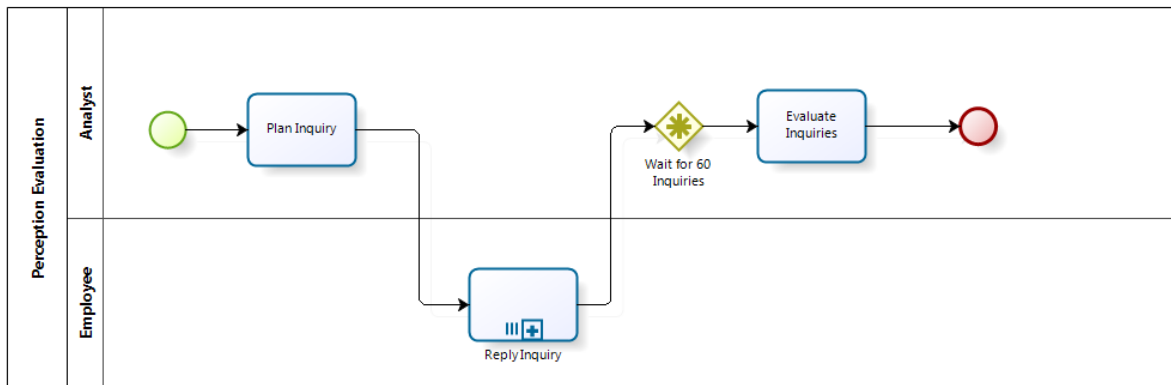 Perception Evaluation
Analyst
Plan Inquiry
Wait for 60
Inquiries
Evaluate
Inquiries
Employee
Reply Inquiry